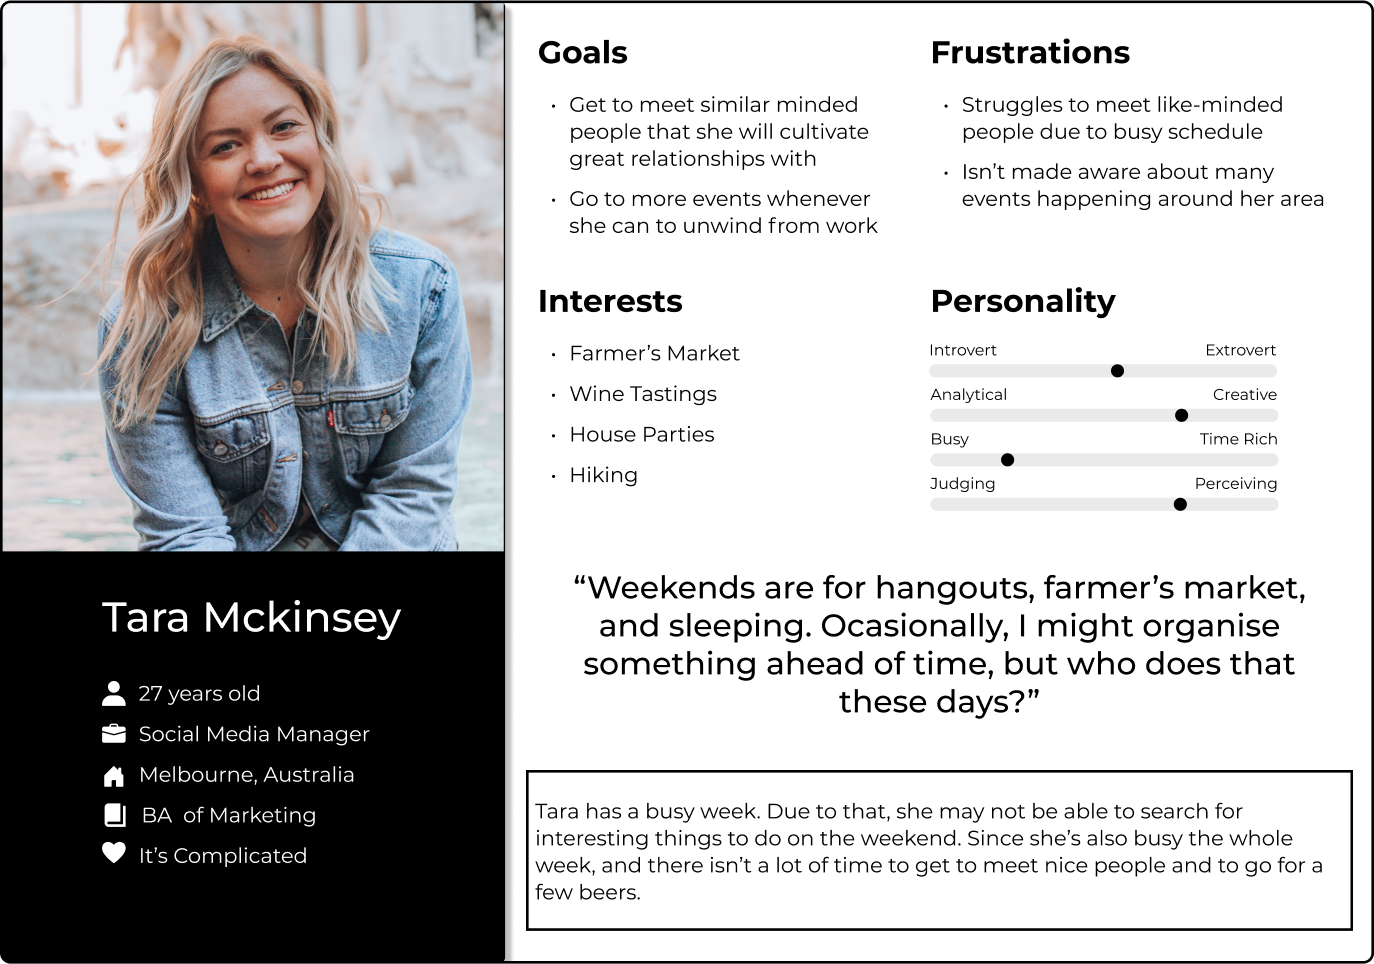 Goals
• Get to meet similar minded
people that she will cultivate
great relationships with
• Go to more events whenever
she can to unwind from work
Frustrations
• Struggles to meet like-minded
people due to busy schedule
• Isn’t made aware about many
events happening around her area
Interests
• Farmer’s Market
• Wine Tastings
• House Parties
• Hiking
Personality
Introvert Extrovert
Analytical Creative
Busy Time Rich
Judging Perceiving
“Weekends are for hangouts, farmer’s market,
and sleeping. Ocasionally, I might organise
something ahead of time, but who does that
these days?”
Tara Mckinsey
27 years old
Social Media Manager
Melbourne, Australia
BA of Marketing
It’s Complicated
Tara has a busy week. Due to that, she may not be able to search for
interesting things to do on the weekend. Since she’s also busy the whole
week, and there isn’t a lot of time to get to meet nice people and to go for a
few beers.